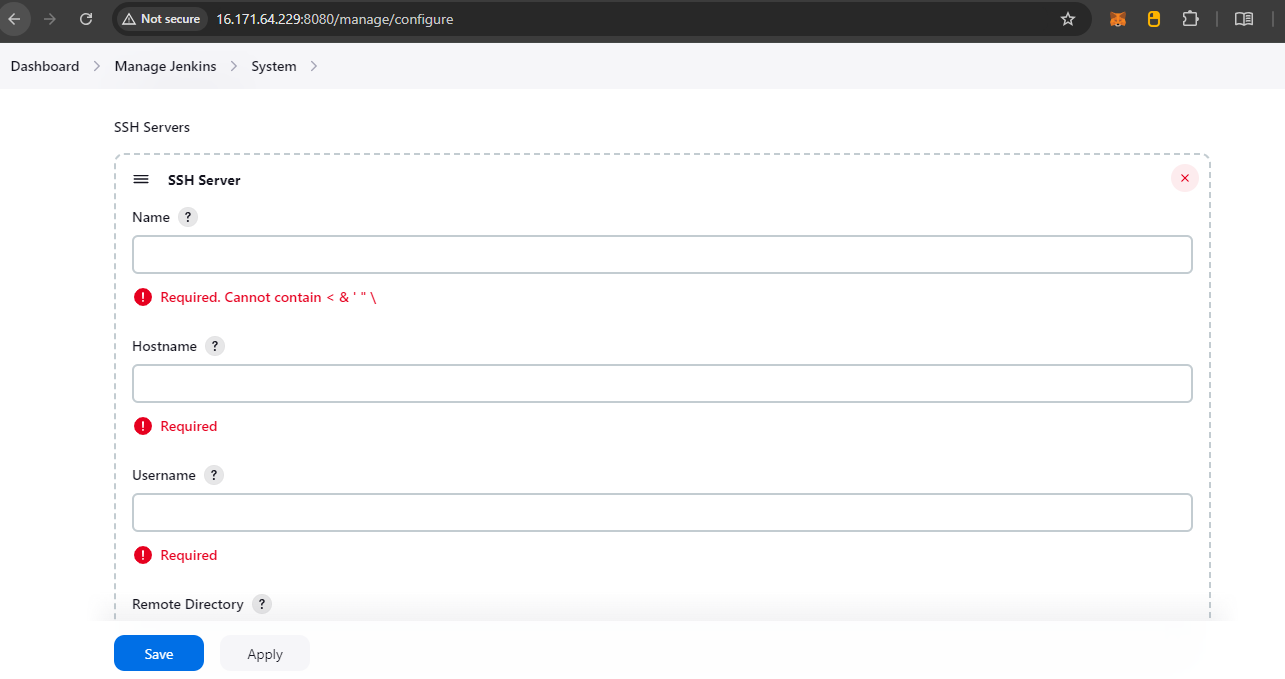 Not secure 16.171.64.229:8080/manage/configure
Dashboard > Manage Jenkins > System >
SSH Servers
SSH Server
Name ?
! Required. Cannot contain < & ' " \
Hostname ?
! Required
Username ?
! Required
Remote Directory ?
Save Apply